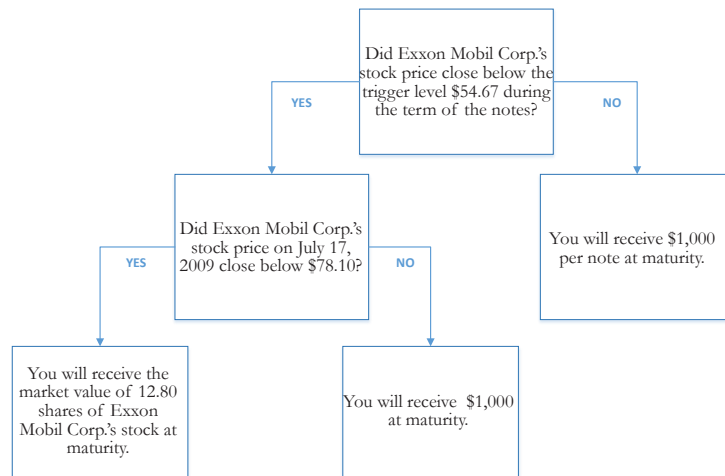 Did Exxon Mobil Corp.'s
stock price close below the
trigger level $54.67 during
the term of the notes?
YES
NO
Did Exxon Mobil Corp.'s
stock price on July 17,
2009 close below $78.10?
You will receive $1,000
per note at maturity.
YES
NO
You will receive the
market value of 12.80
shares of Exxon
Mobil Corp.'s stock at
maturity.
You will receive $1,000
at maturity.